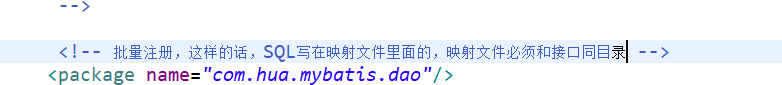 -->
<!-- 批量注册，这样的话，SQL写在映射文件里面的，映射文件必须和接口同目录 -->
<package name="com.hua.mybatis.dao"/>